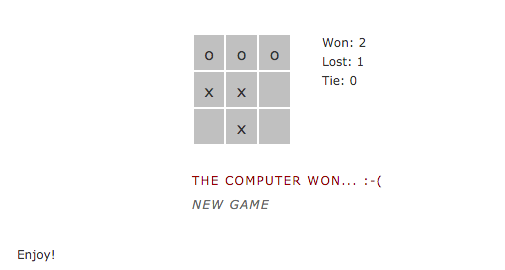 o o o
x x
x
Won: 2
Lost: 1
Tie: 0
THE COMPUTER WON... :-(
NEW GAME
Enjoy!